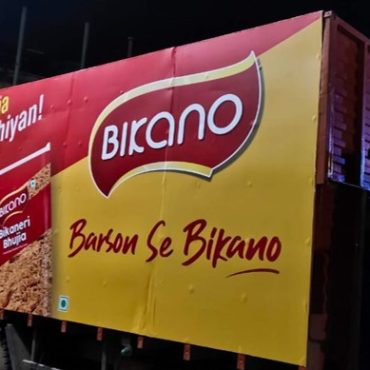 hiyan!
BIKANO
Barson Se Bikano
BIKANO
Bikaneri
Bhujia